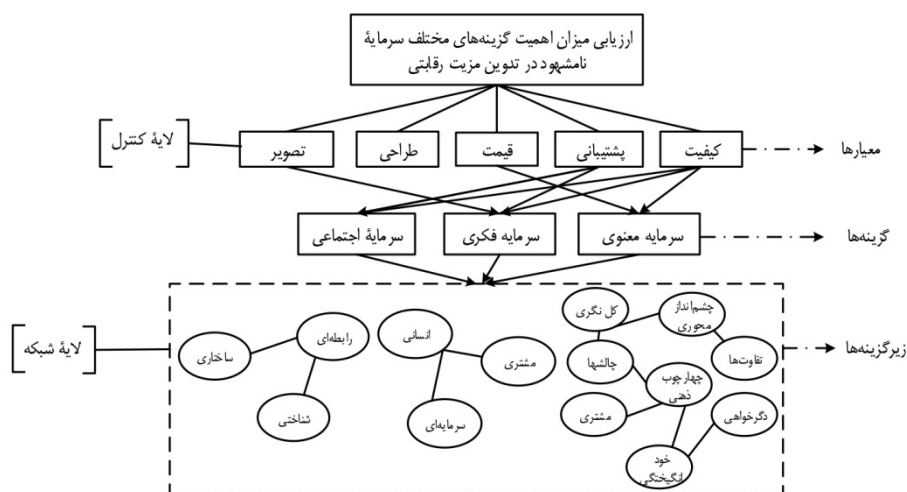 ارزیابی میزان اهمیت گزینه‌های مختلف سرمایهٔ
نامشهود در تدوین مزیت رقابتی
معیارها
کیفیت
پشتیبانی
قیمت
طراحی
تصویر
لایهٔ کنترل
گزینه‌ها
سرمایه معنوی
سرمایه فکری
سرمایهٔ اجتماعی
زیرگزینه‌ها
لایهٔ شبکه
کل نگری
چشم‌انداز
محوری
تفاوت‌ها
چالشها
چهارچوب
ذهنی
مشتری
دگرخواهی
خود
انگیختگی
انسانی
مشتری
سرمایه‌ای
رابطه‌ای
ساختاری
شناختی